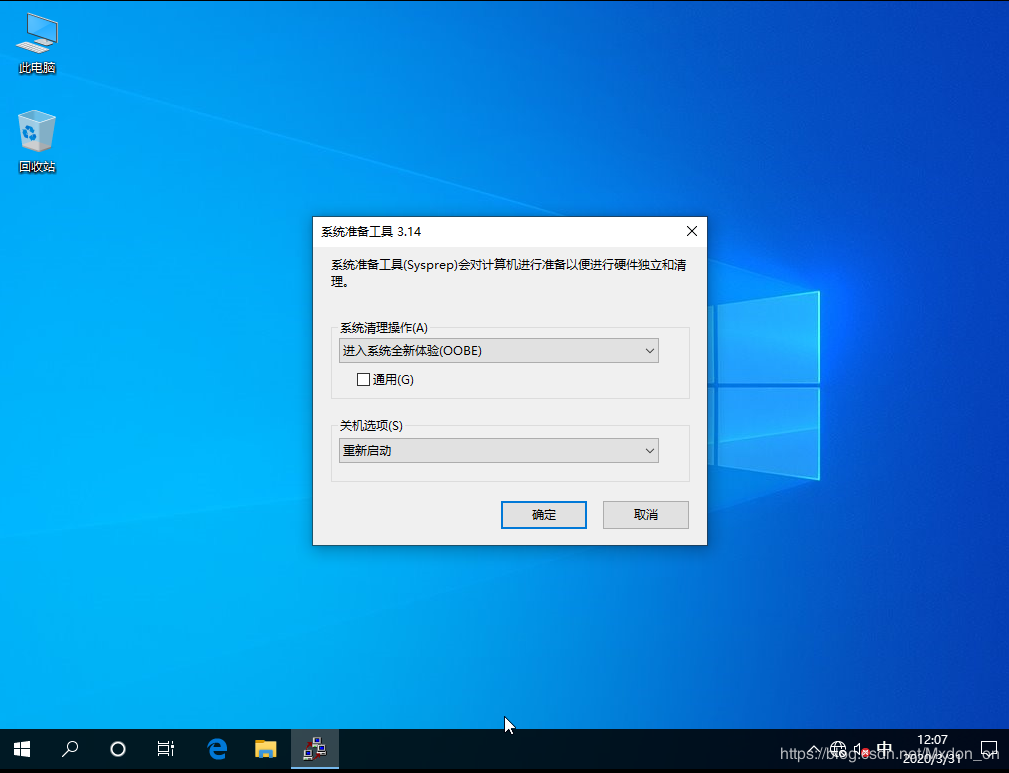 此电脑
回收站
系统准备工具 3.14
系统准备工具(Sysprep)会对计算机进行准备以便进行硬件独立和清
理。
系统清理操作(A)
进入系统全新体验(OOBE)
通用(G)
关机选项(S)
重新启动
确定
取消
中
12:07
2020/3/31
https://blog.csdn.net/Mxdon_on